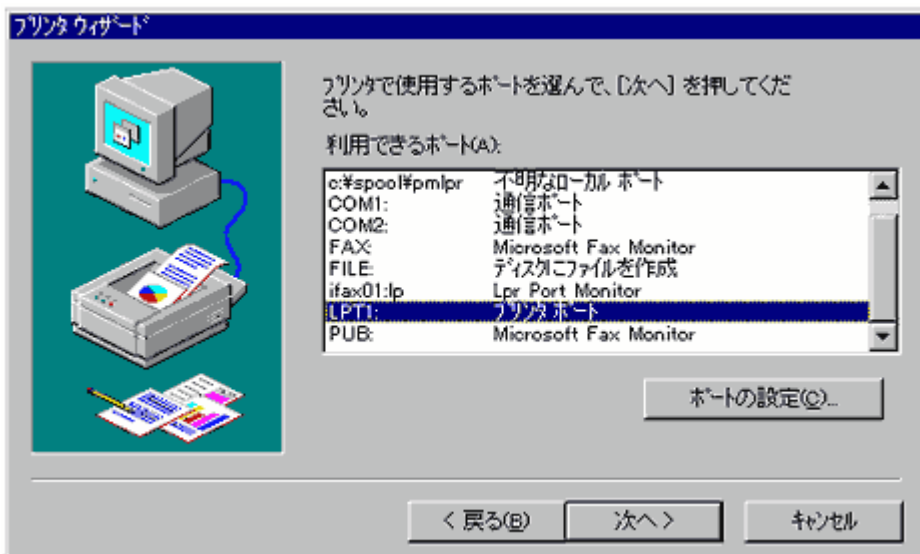 プリンタ ウィザード
プリンタで使用するポートを選んで、[次へ] を押してくだ
さい。
利用できるポート(A):
c:¥spool¥pmlpr 不明なローカル ポート
COM1: 通信ポート
COM2: 通信ポート
FAX: Microsoft Fax Monitor
FILE: ディスクにファイルを作成
ifax01:lp Lpr Port Monitor
LPT1: プリンタ ポート
PUB: Microsoft Fax Monitor
ポートの設定(C)...
< 戻る(B) 次へ > キャンセル